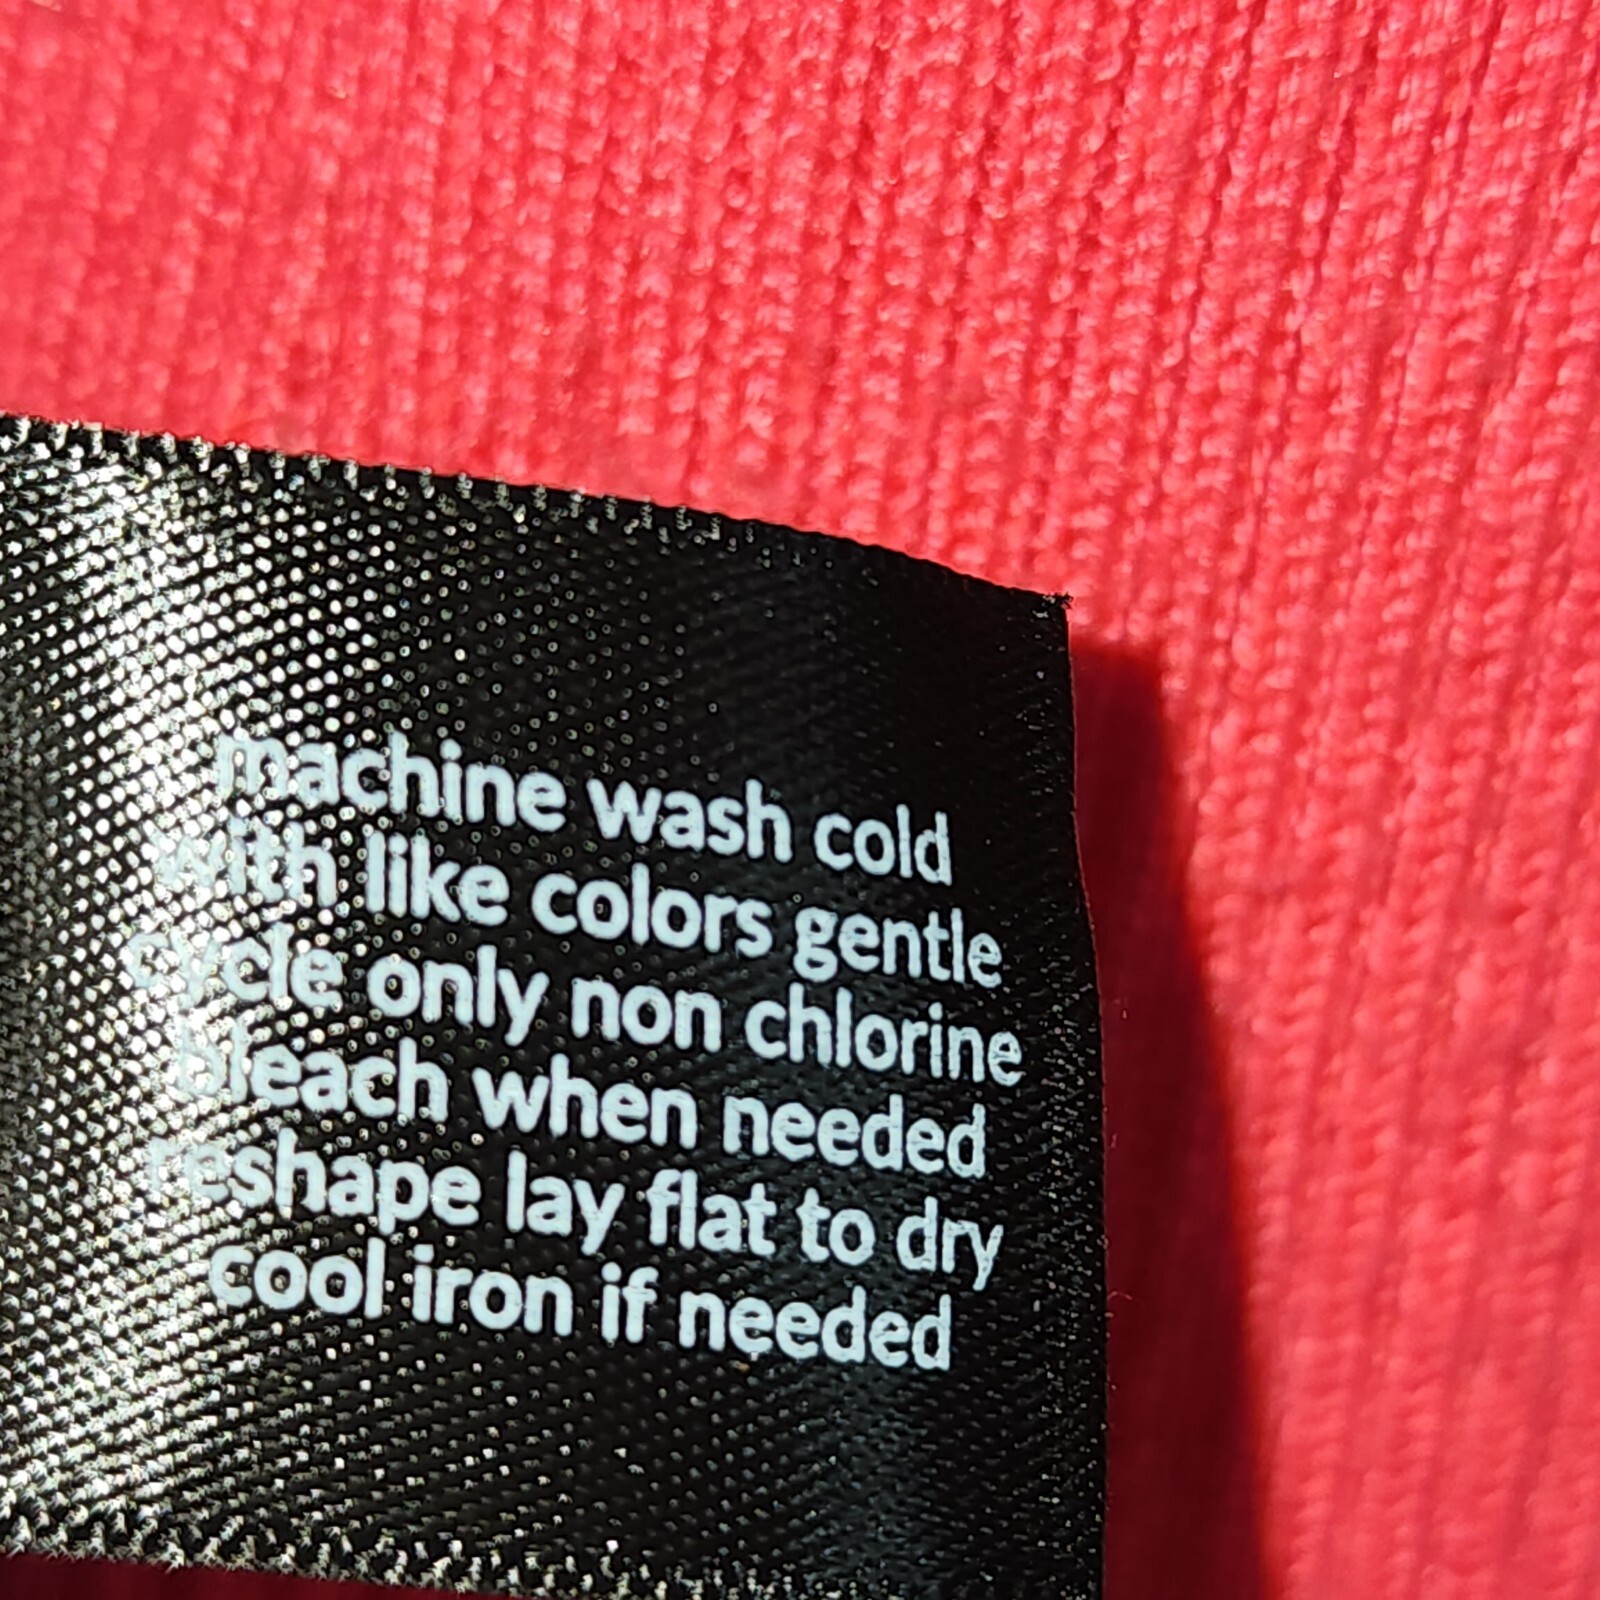 machine wash cold
with like colors gentle
cycle only non chlorine
bleach when needed
reshape lay flat to dry
cool iron if needed